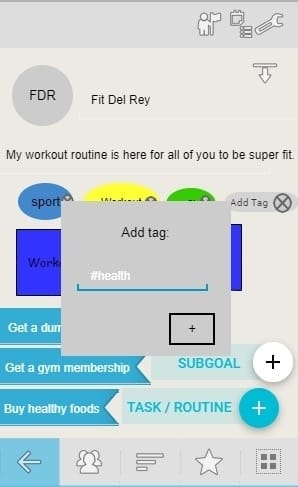 FDR
Fit Del Rey
My workout routine is here for all of you to be super fit.
sport
Workout
Add Tag
Add tag:
Work
#health
+
Get a dum
Get a gym membership
SUBGOAL
+
Buy healthy foods
TASK / ROUTINE
+